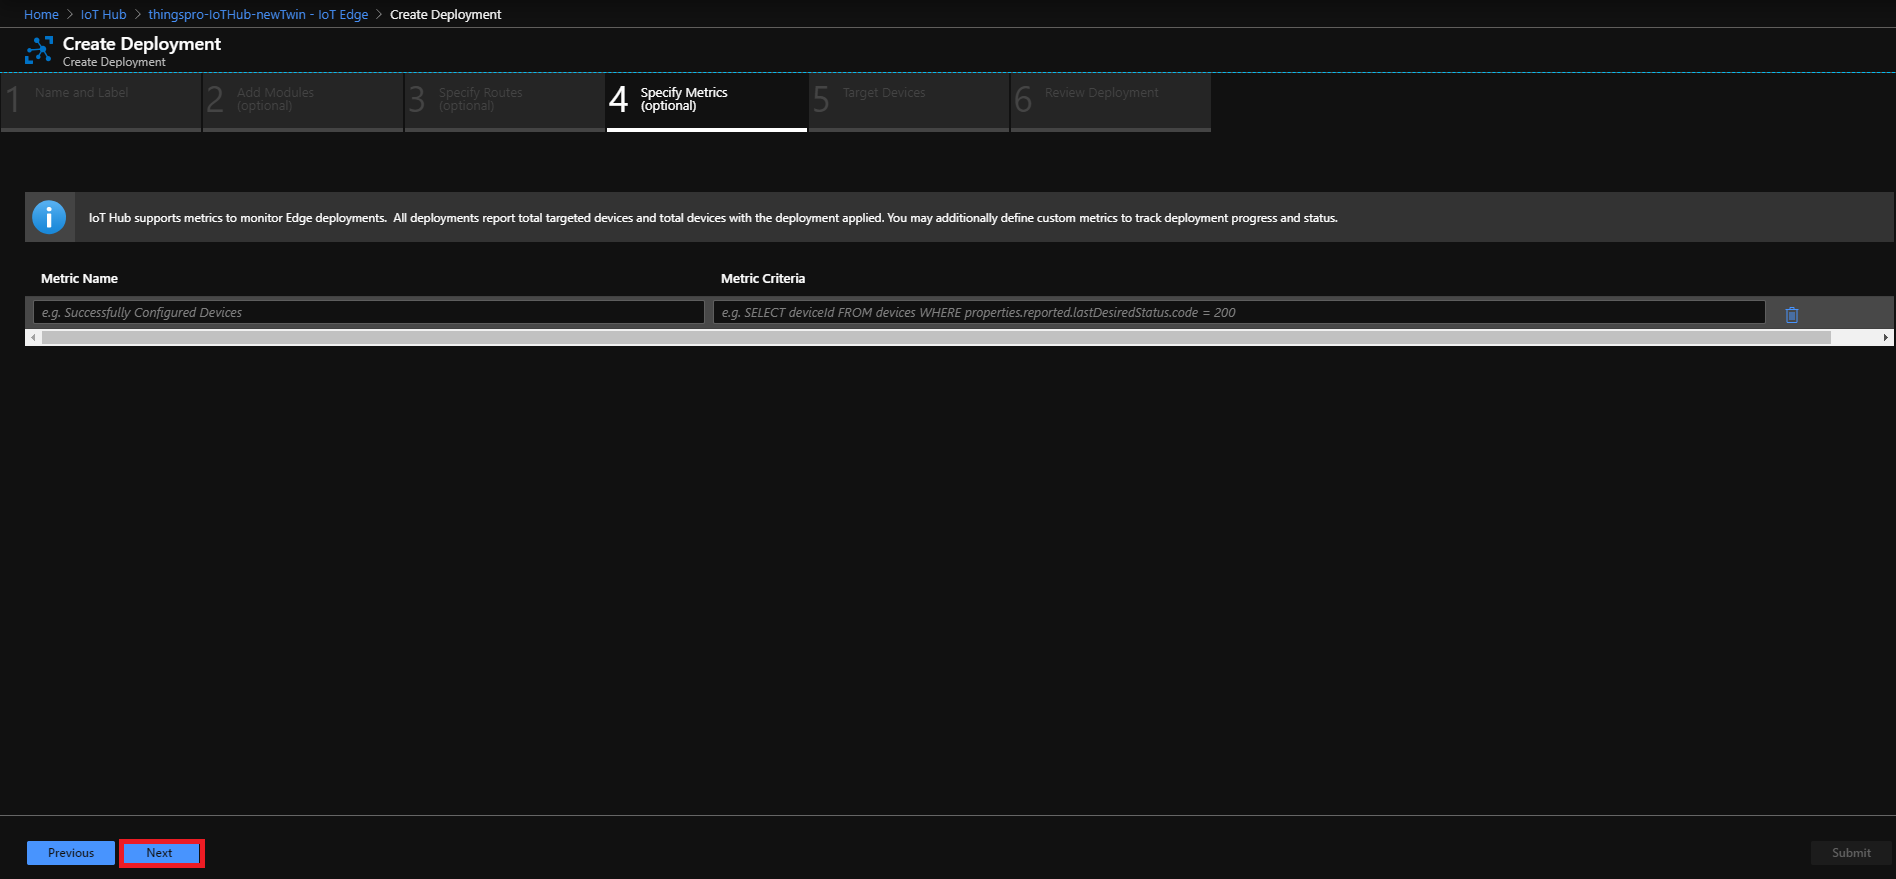 Home > IoT Hub > thingspro-IoTHub-newTwin - IoT Edge > Create Deployment
Create Deployment
Create Deployment
1 Name and Label
2 Add Modules
(optional)
3 Specify Routes
(optional)
4 Specify Metrics
(optional)
5 Target Devices
6 Review Deployment
IoT Hub supports metrics to monitor Edge deployments.  All deployments report total targeted devices and total devices with the deployment applied. You may additionally define custom metrics to track deployment progress and status.
Metric Name Metric Criteria
e.g. Successfully Configured Devices e.g. SELECT deviceId FROM devices WHERE properties.reported.lastDesiredStatus.code = 200
Previous Next Submit